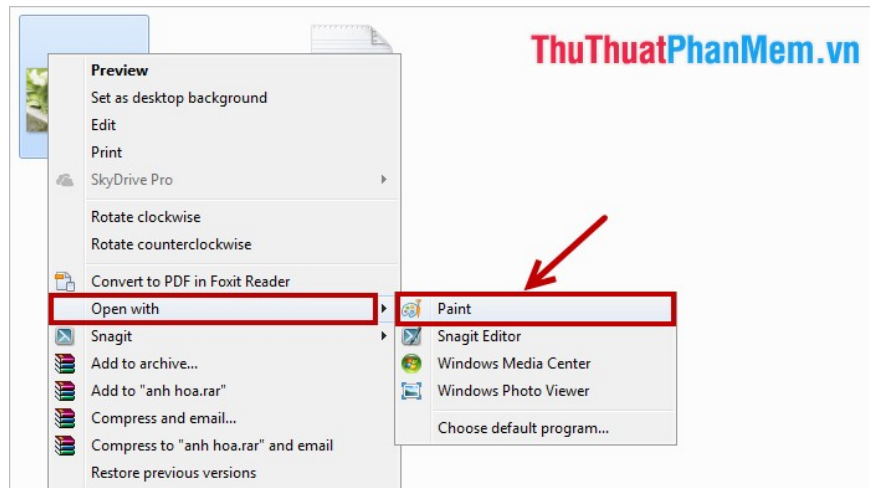 ThuThuatPhanMem.vn
Preview
Set as desktop background
Edit
Print
SkyDrive Pro
Rotate clockwise
Rotate counterclockwise
Convert to PDF in Foxit Reader
Open with
Snagit
Add to archive...
Add to "anh hoa.rar"
Compress and email...
Compress to "anh hoa.rar" and email
Restore previous versions
Paint
Snagit Editor
Windows Media Center
Windows Photo Viewer
Choose default program...